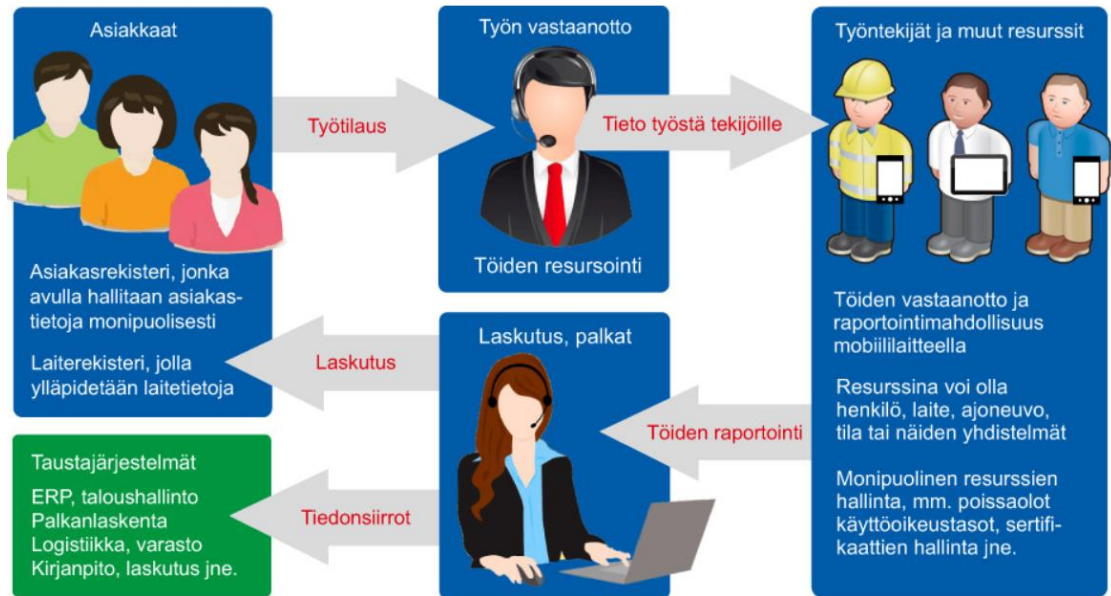 Asiakkaat
Asiakasrekisteri, jonka
avulla hallitaan asiakas-
tietoja monipuolisesti
Laiterekisteri, jolla
ylläpidetään laitetietoja
Työtilaus
Työn vastaanotto
Töiden resursointi
Tieto työstä tekijöille
Työntekijät ja muut resurssit
Töiden vastaanotto ja
raportointimahdollisuus
mobiililaitteella
Resurssina voi olla
henkilö, laite, ajoneuvo,
tila tai näiden yhdistelmät
Monipuolinen resurssien
hallinta, mm. poissaolot
käyttöoikeustasot, sertifi-
kaattien hallinta jne.
Töiden raportointi
Laskutus, palkat
Laskutus
Tiedonsiirrot
Taustajärjestelmät
ERP, taloushallinto
Palkanlaskenta
Logistiikka, varasto
Kirjanpito, laskutus jne.